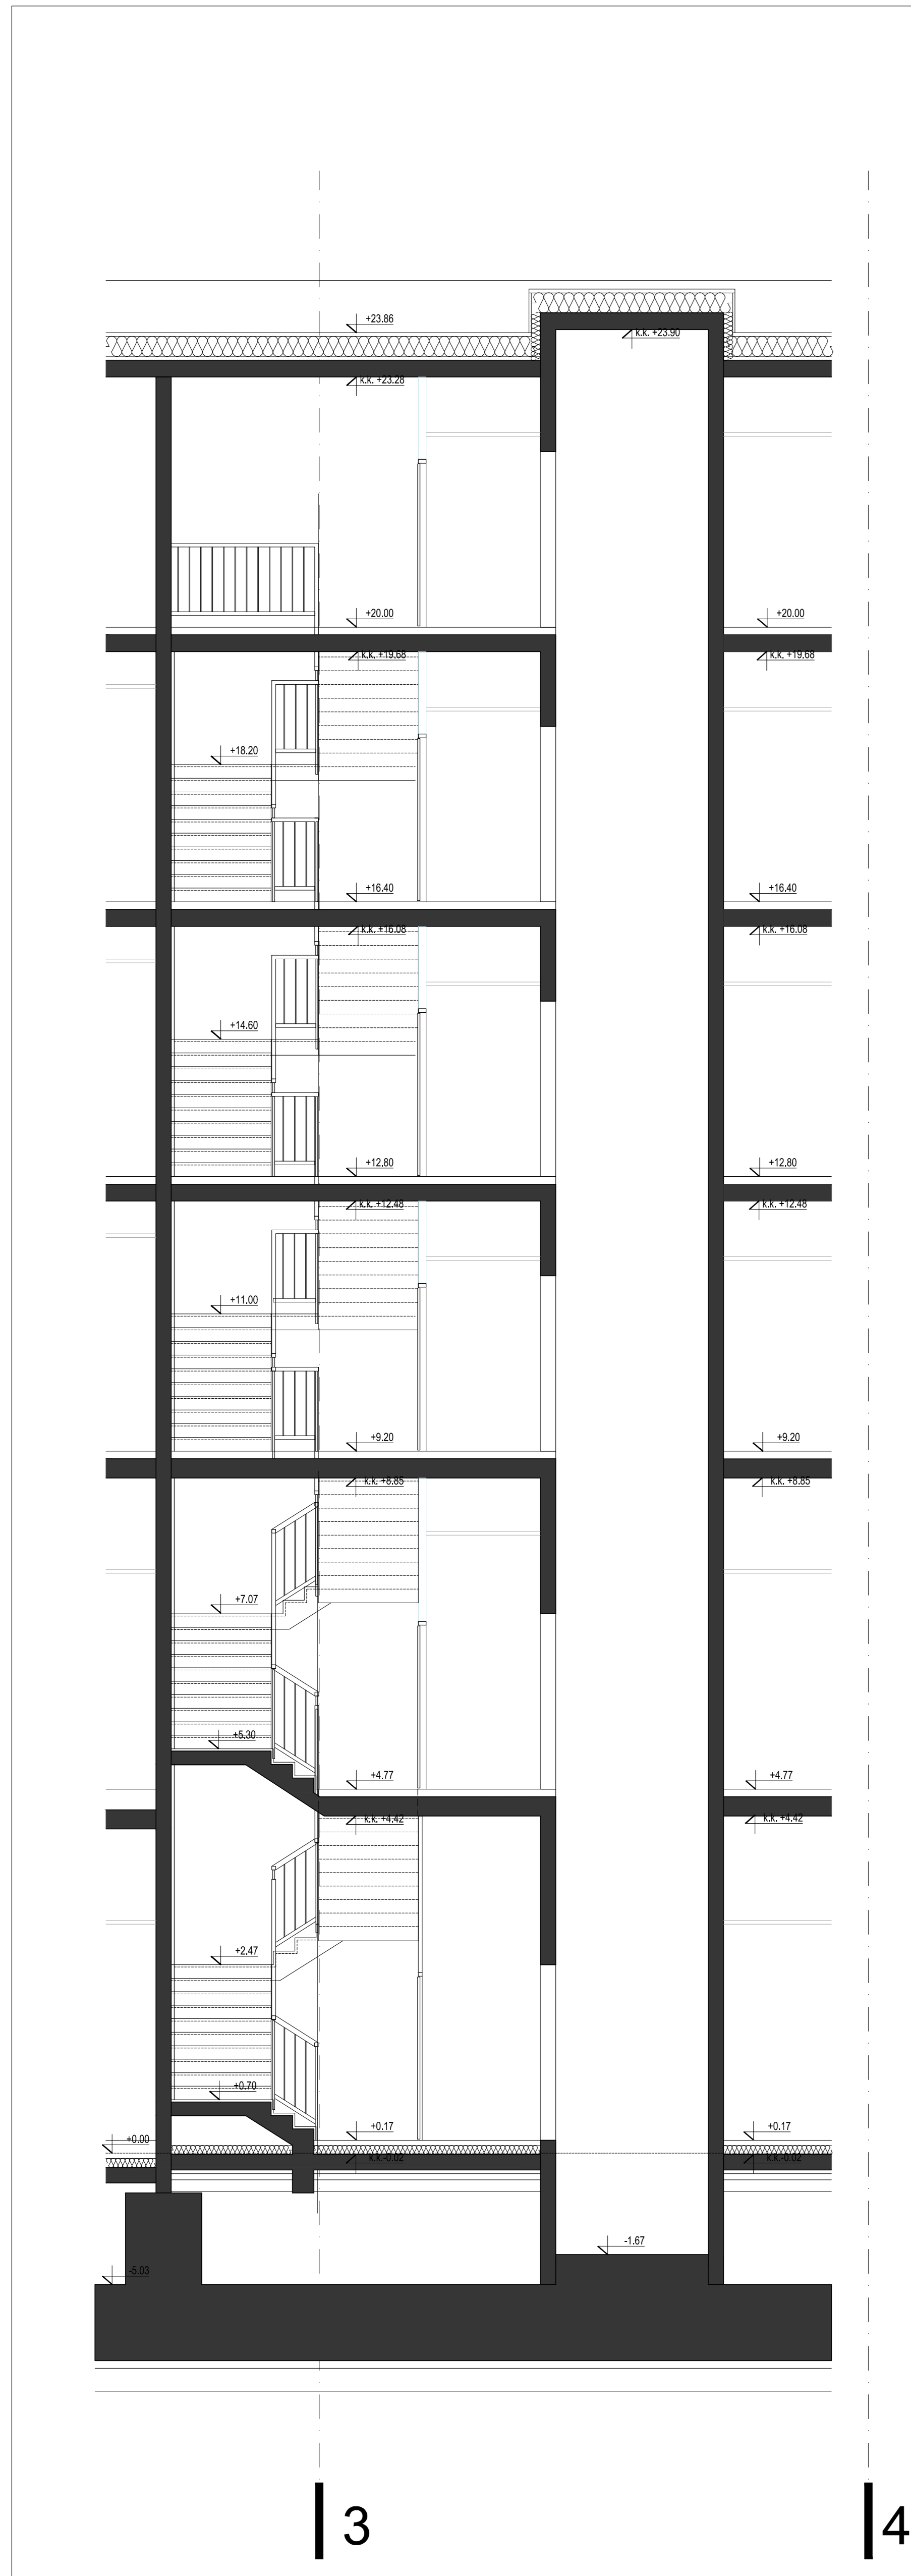 +23.86
k.k. +23.90
k.k. +23.28
+20.00
+20.00
k.k. +19.68
k.k. +19.68
+18.20
+16.40
+16.40
k.k. +16.08
k.k. +16.08
+14.60
+12.80
+12.80
k.k. +12.48
k.k. +12.48
+11.00
+9.20
+9.20
k.k. +8.85
k.k. +8.85
+7.07
+5.30
+4.77
+4.77
k.k. +4.42
k.k. +4.42
+2.47
+0.70
+0.17
+0.17
+0.00
k.k.-0.02
k.k.-0.02
-1.67
-5.03
3
4